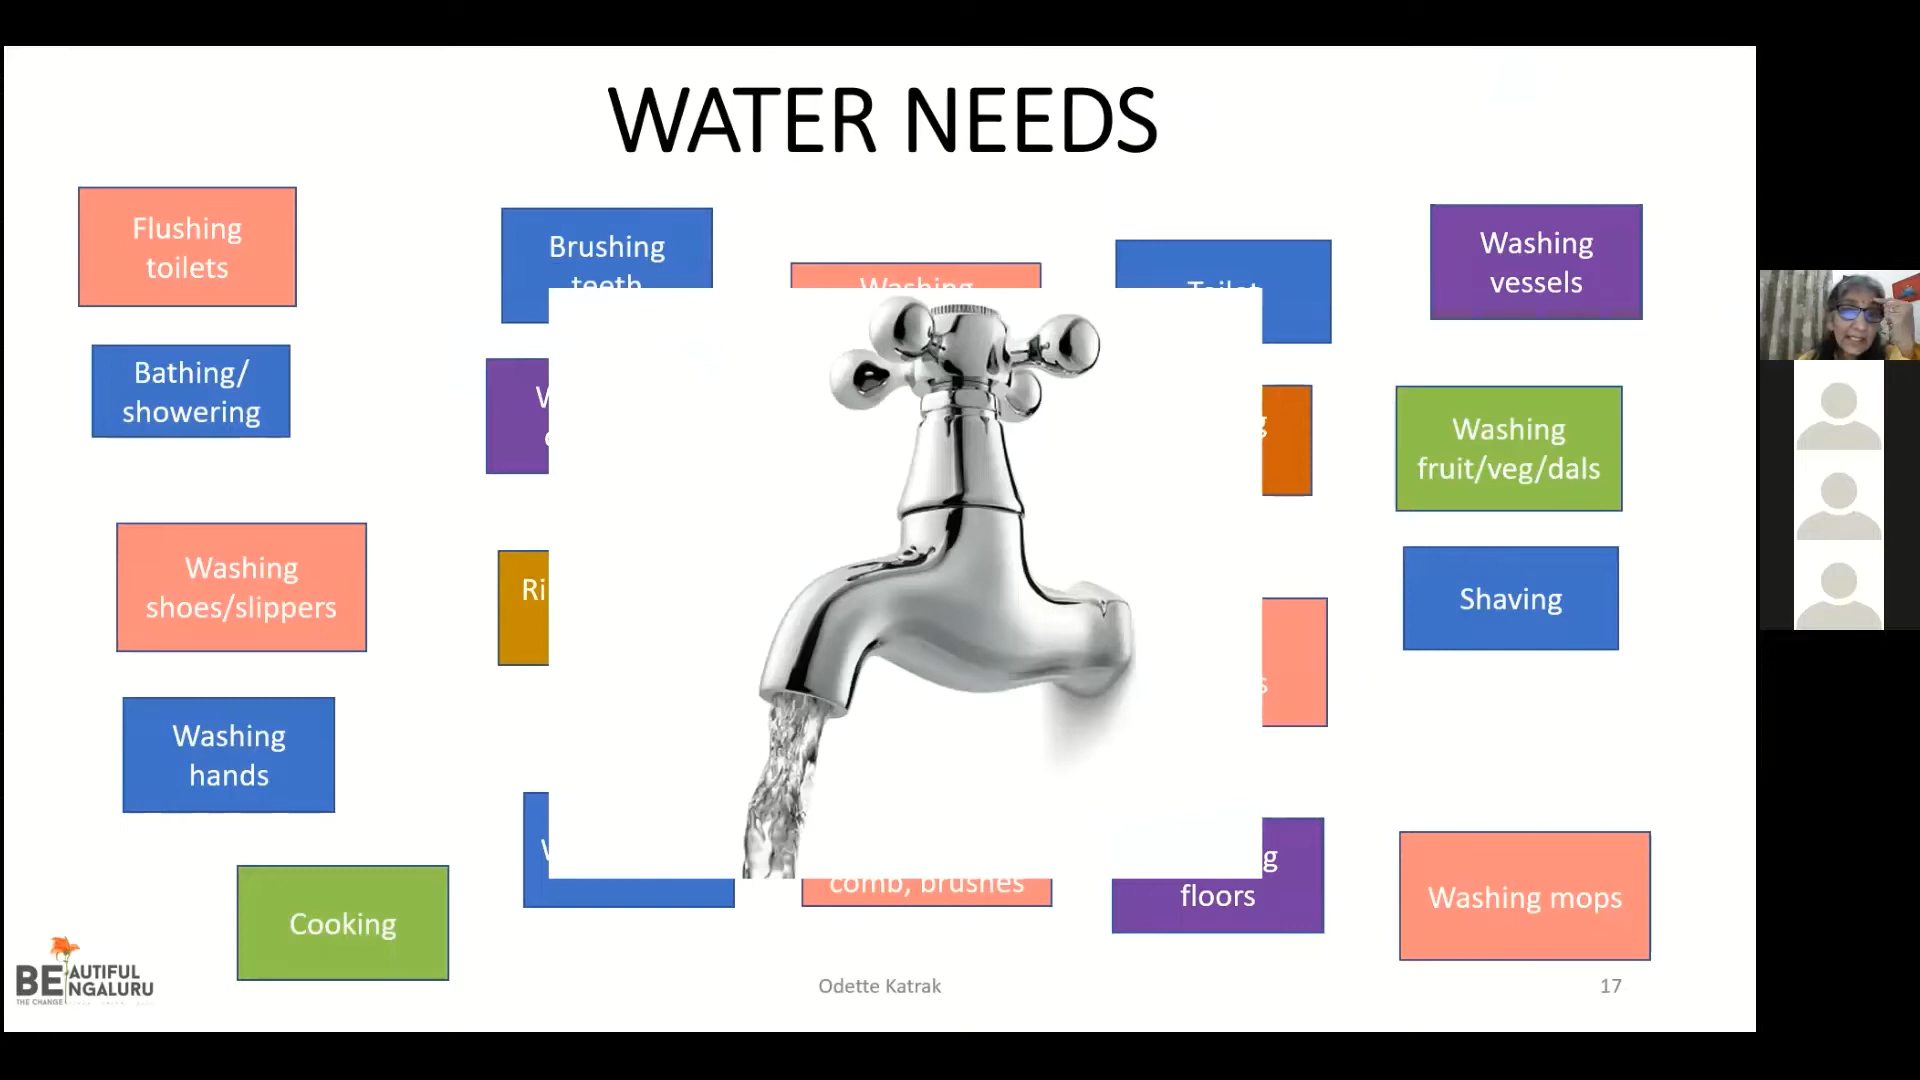 WATER NEEDS
Flushing
toilets
Brushing
teeth
Washing
Toilet
Washing
vessels
Bathing/
showering
Washing
fruit/veg/dals
Washing
shoes/slippers
Shaving
Washing
hands
comb, brushes
floors
Washing mops
Cooking
BEAUTIFUL
BENGALURU
THE CHANGE
Odette Katrak
17